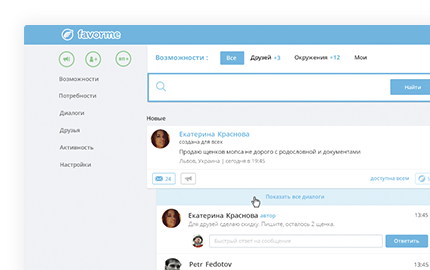 favorme
Возможности : Все Друзей +3 Окружения +12 Мои
Возможности
Потребности
Диалоги
Друзья
Активность
Настройки
Найти
Новые
Екатерина Краснова
создана для всех
Продаю щенков мопса не дорого с родословной и документами
Львов, Украина | сегодня в 19:45
24 доступна всем
Показать все диалоги
Екатерина Краснова автор 13:45
Для друзей сделаю скидку. Пишите, осталось 2 щенка.
Быстрый ответ на сообщение Ответить
Petr Fedotov 13:45